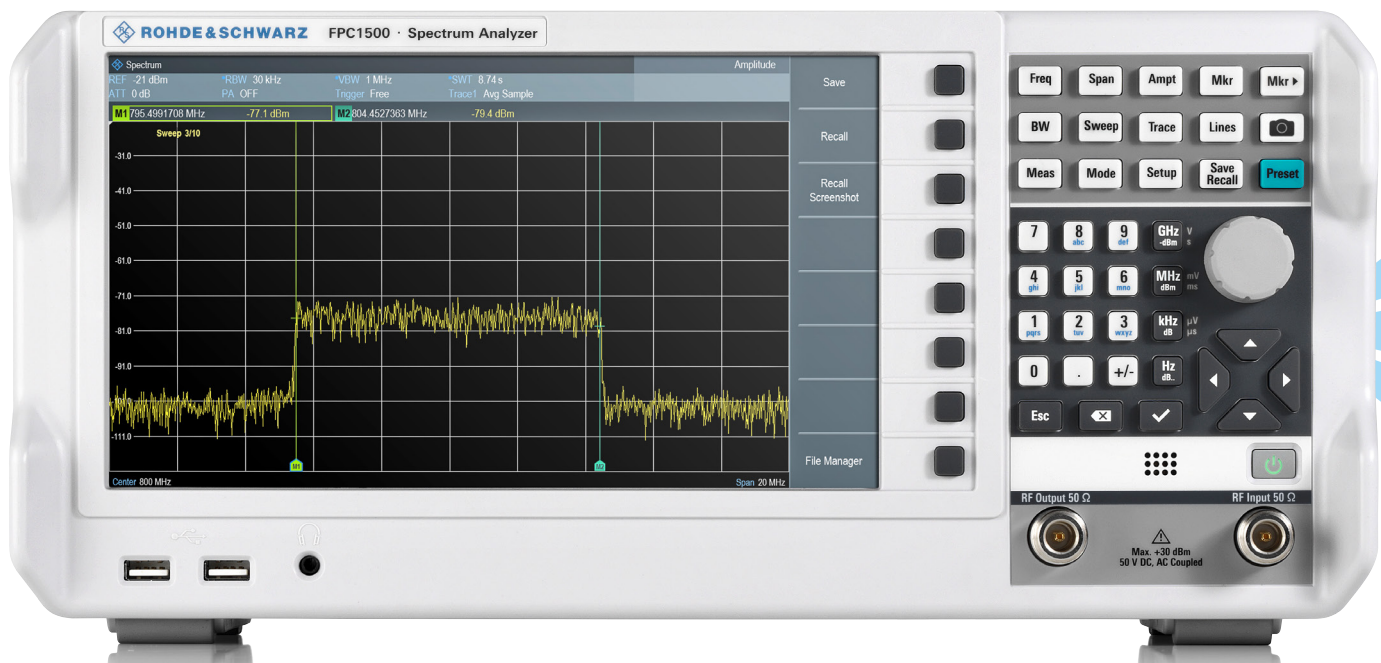 ROHDE&SCHWARZ FPC1500 · Spectrum Analyzer
Spectrum Amplitude
REF -21 dBm *RBW 30 kHz *VBW 1 MHz *SWT 8.74 s
ATT 0 dB PA OFF Trigger Free Trace1 Avg Sample
M1 795.4991708 MHz -77.1 dBm M2 804.4527363 MHz -79.4 dBm
Sweep 3/10
-31.0
-41.0
-51.0
-61.0
-71.0
-81.0
-91.0
-111.0
M1 M2
Center 800 MHz Span 20 MHz
Save
Recall
Recall
Screenshot
File Manager
Freq Span Ampt Mkr Mkr
BW Sweep Trace Lines
Meas Mode Setup Save
Recall Preset
7 8 9 GHz V
abc def -dBm s
4 5 6 MHz mV
ghi jkl mno dBm ms
1 2 3 kHz µV
pqrs tuv wxyz dB µs
0 . +/- Hz
dB..
Esc
RF Output 50 Ω RF Input 50 Ω
Max. +30 dBm
50 V DC, AC Coupled